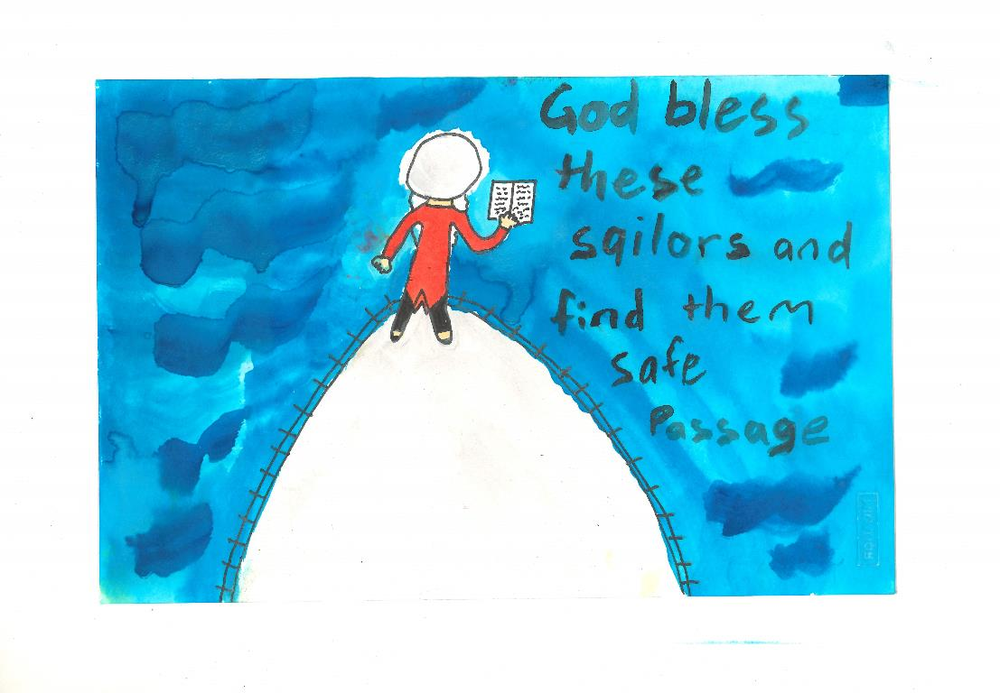 God bless
these
sailors and
find them
safe
Passage